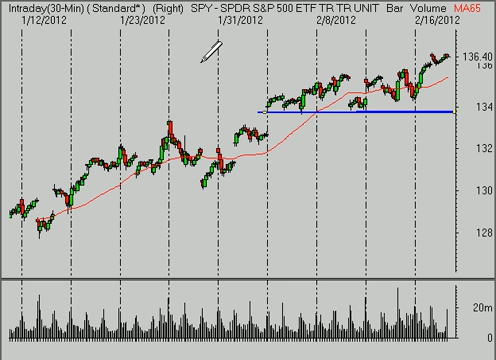 Intraday(30-Min) ( Standard* ) (Right) SPY - SPDR S&P 500 ETF TR TR UNIT Bar Volume MA65
1/12/2012 1/23/2012 1/31/2012 2/8/2012 2/16/2012
136.40
136
134
132
130
128
20m
0